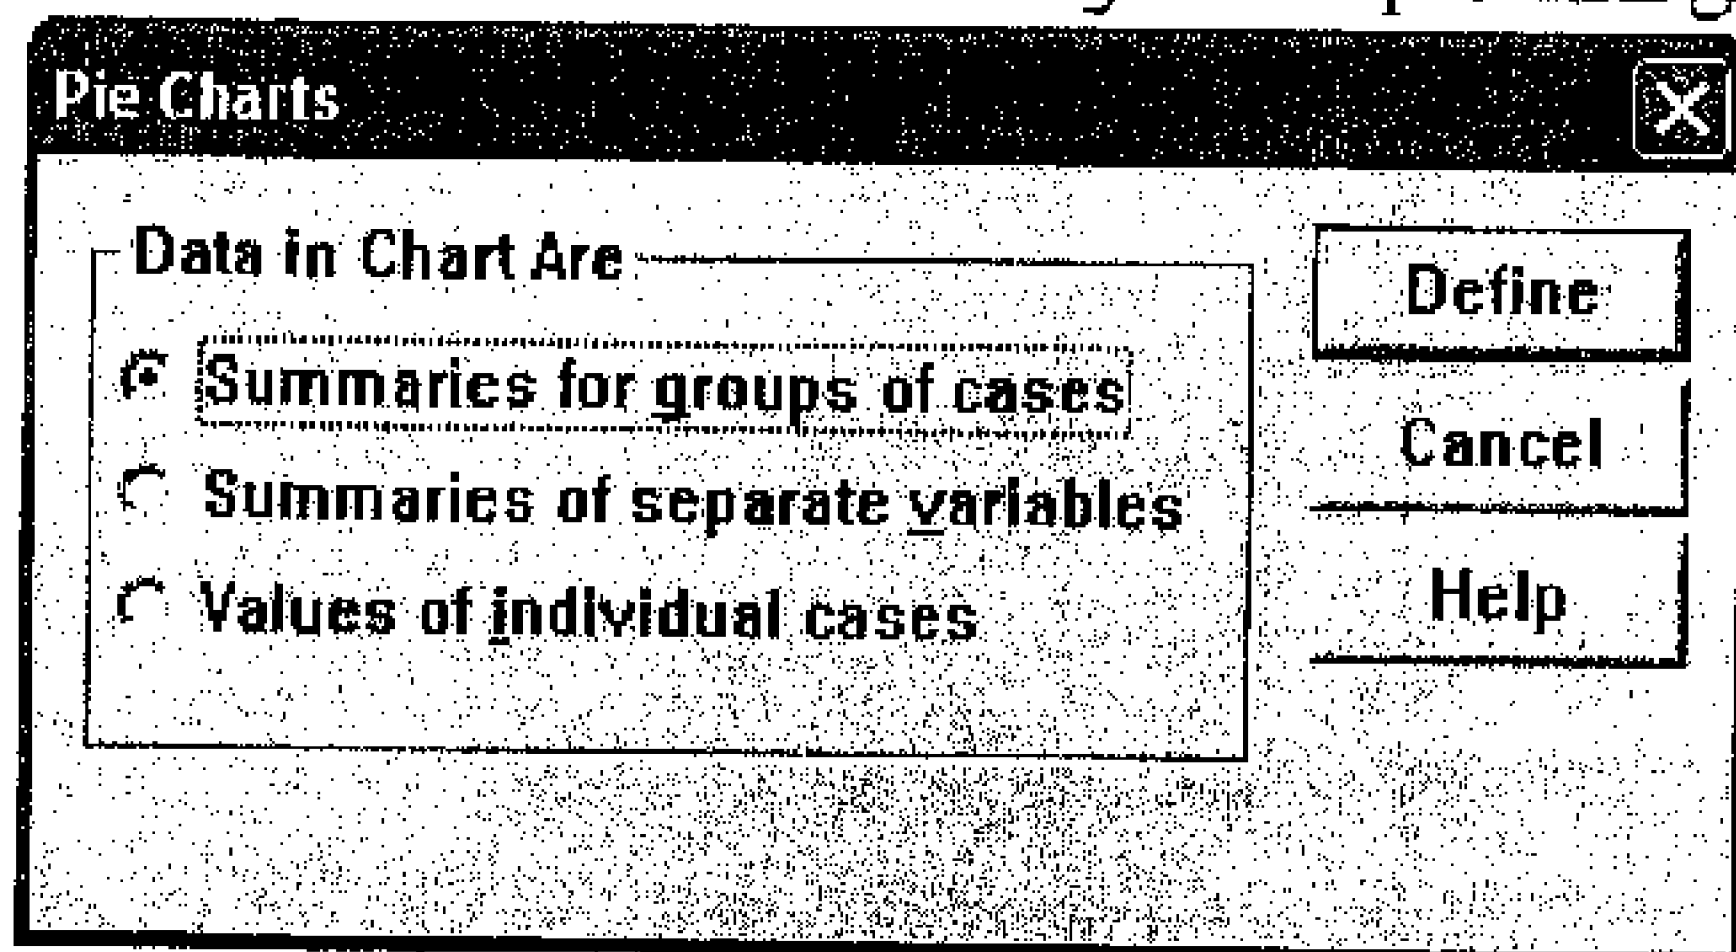 Pie Charts
Data in Chart Are
Summaries for groups of cases
Summaries of separate variables
Values of individual cases
Define
Cancel
Help